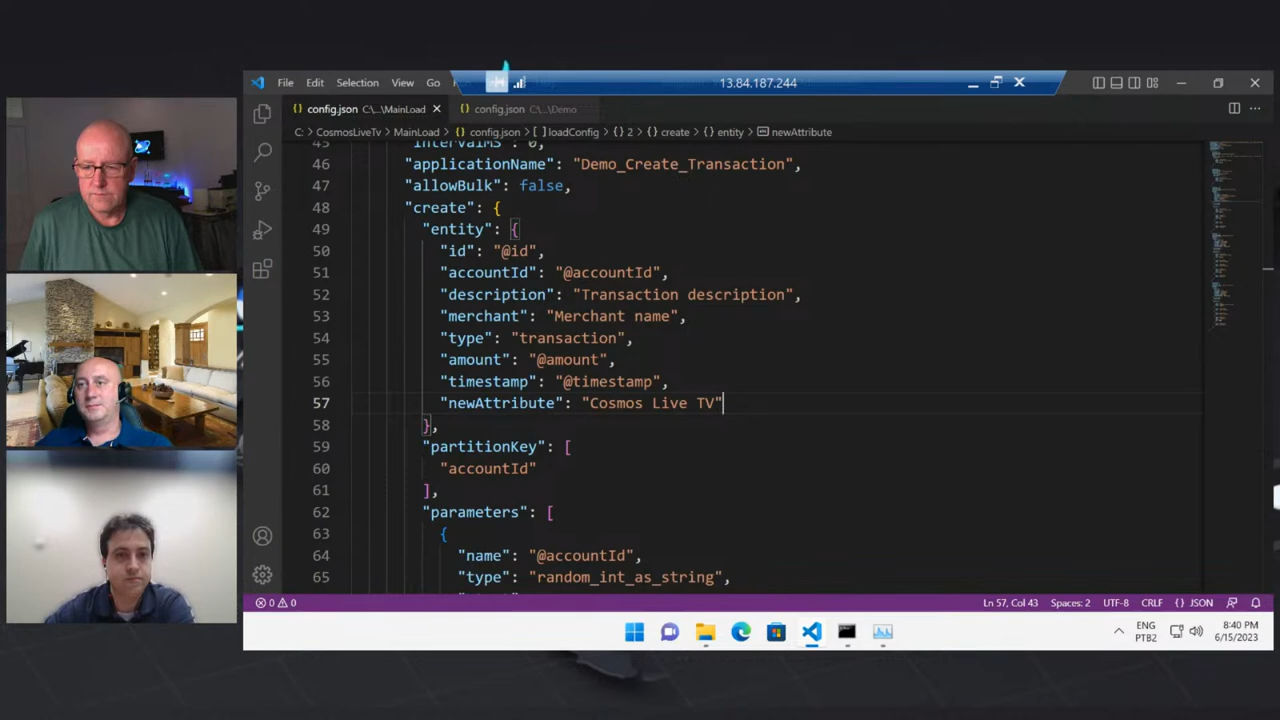 File Edit Selection View Go
13.84.187.244
config.json C:\...\MainLoad
config.json C:\...\Demo
C: > CosmosLiveTv > MainLoad > {} config.json > [ ] loadConfig > {} 2 > {} create > {} entity > newAttribute
45 "intervalMS": 0,
46 "applicationName": "Demo_Create_Transaction",
47 "allowBulk": false,
48 "create": {
49 "entity": {
50 "id": "@id",
51 "accountId": "@accountId",
52 "description": "Transaction description",
53 "merchant": "Merchant name",
54 "type": "transaction",
55 "amount": "@amount",
56 "timestamp": "@timestamp",
57 "newAttribute": "Cosmos Live TV"
58 },
59 "partitionKey": [
60 "accountId"
61 ],
62 "parameters": [
63 {
64 "name": "@accountId",
65 "type": "random_int_as_string",
0 0
Ln 57, Col 43 Spaces: 2 UTF-8 CRLF {} JSON
ENG
PTB2
8:40 PM
6/15/2023